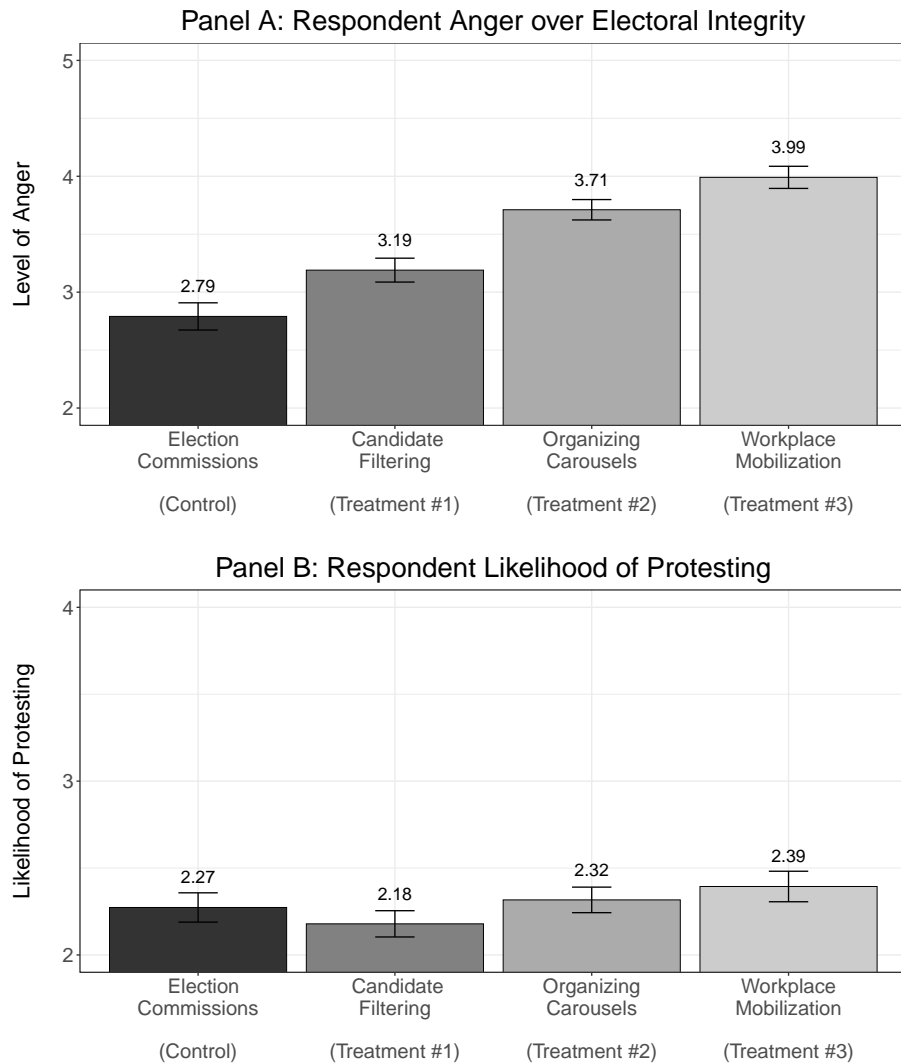 Panel A: Respondent Anger over Electoral Integrity
Level of Anger
5
4
3
2
2.79
3.19
3.71
3.99
Election
Commissions
(Control)
Candidate
Filtering
(Treatment #1)
Organizing
Carousels
(Treatment #2)
Workplace
Mobilization
(Treatment #3)
Panel B: Respondent Likelihood of Protesting
Likelihood of Protesting
4
3
2
2.27
2.18
2.32
2.39
Election
Commissions
(Control)
Candidate
Filtering
(Treatment #1)
Organizing
Carousels
(Treatment #2)
Workplace
Mobilization
(Treatment #3)